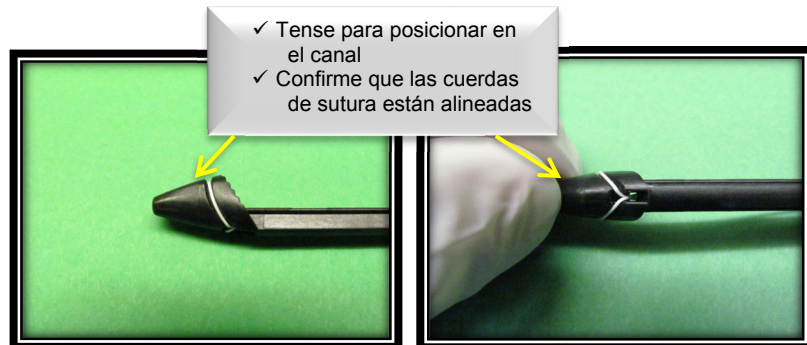 ✓ Tense para posicionar en
el canal
✓ Confirme que las cuerdas
de sutura están alineadas